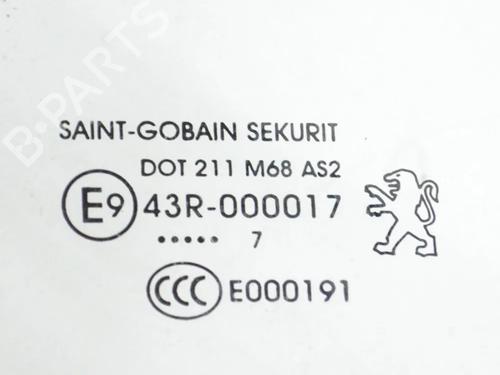 B-PARTS
SAINT-GOBAIN SEKURIT
DOT 211 M68 AS2
E9 43R-000017
..... 7
CCC E000191